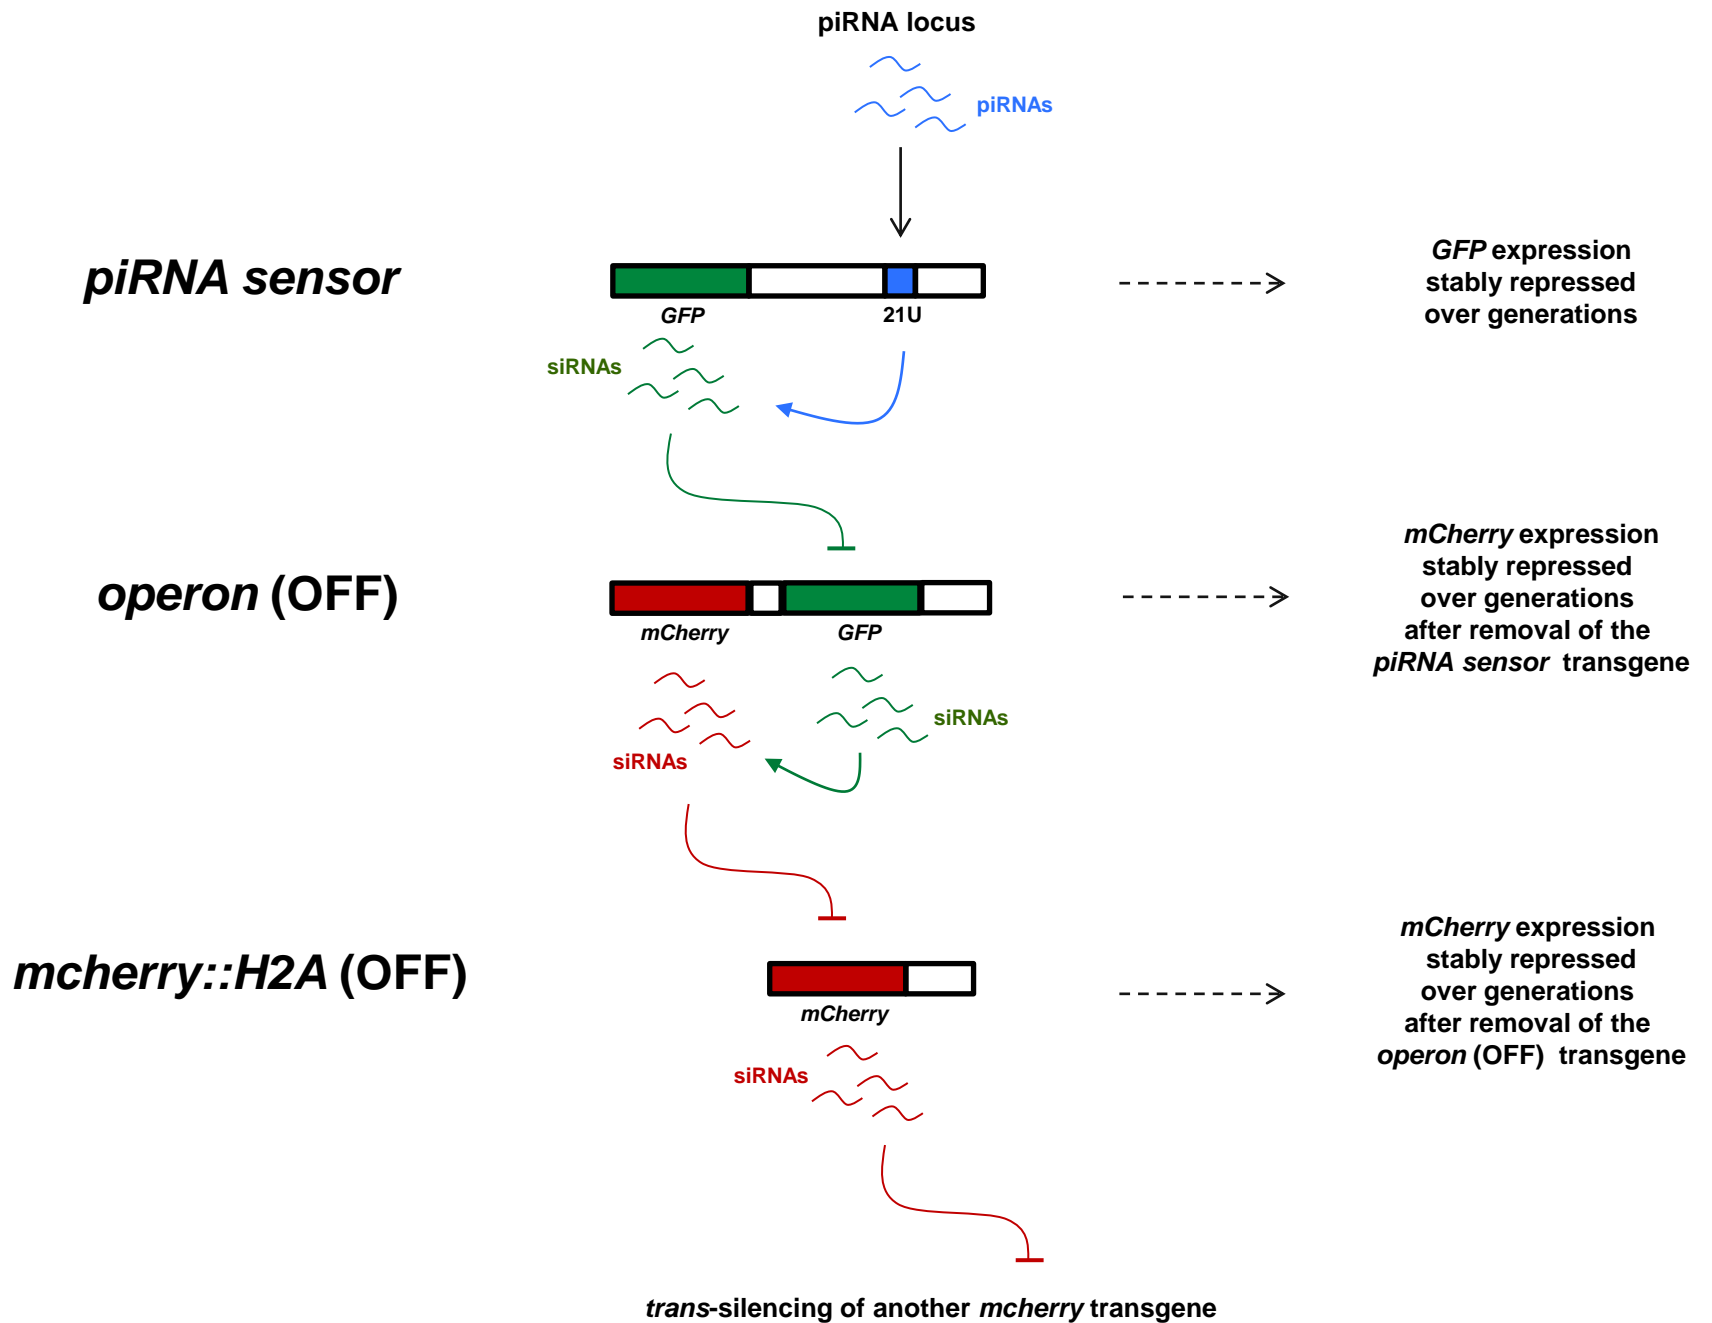 piRNA locus
piRNAs
piRNA sensor
GFP
21U
siRNAs
GFP expression
stably repressed
over generations
operon (OFF)
mCherry
GFP
siRNAs
siRNAs
mCherry expression
stably repressed
over generations
after removal of the
piRNA sensor transgene
mcherry::H2A (OFF)
mCherry
siRNAs
mCherry expression
stably repressed
over generations
after removal of the
operon (OFF) transgene
trans-silencing of another mcherry transgene